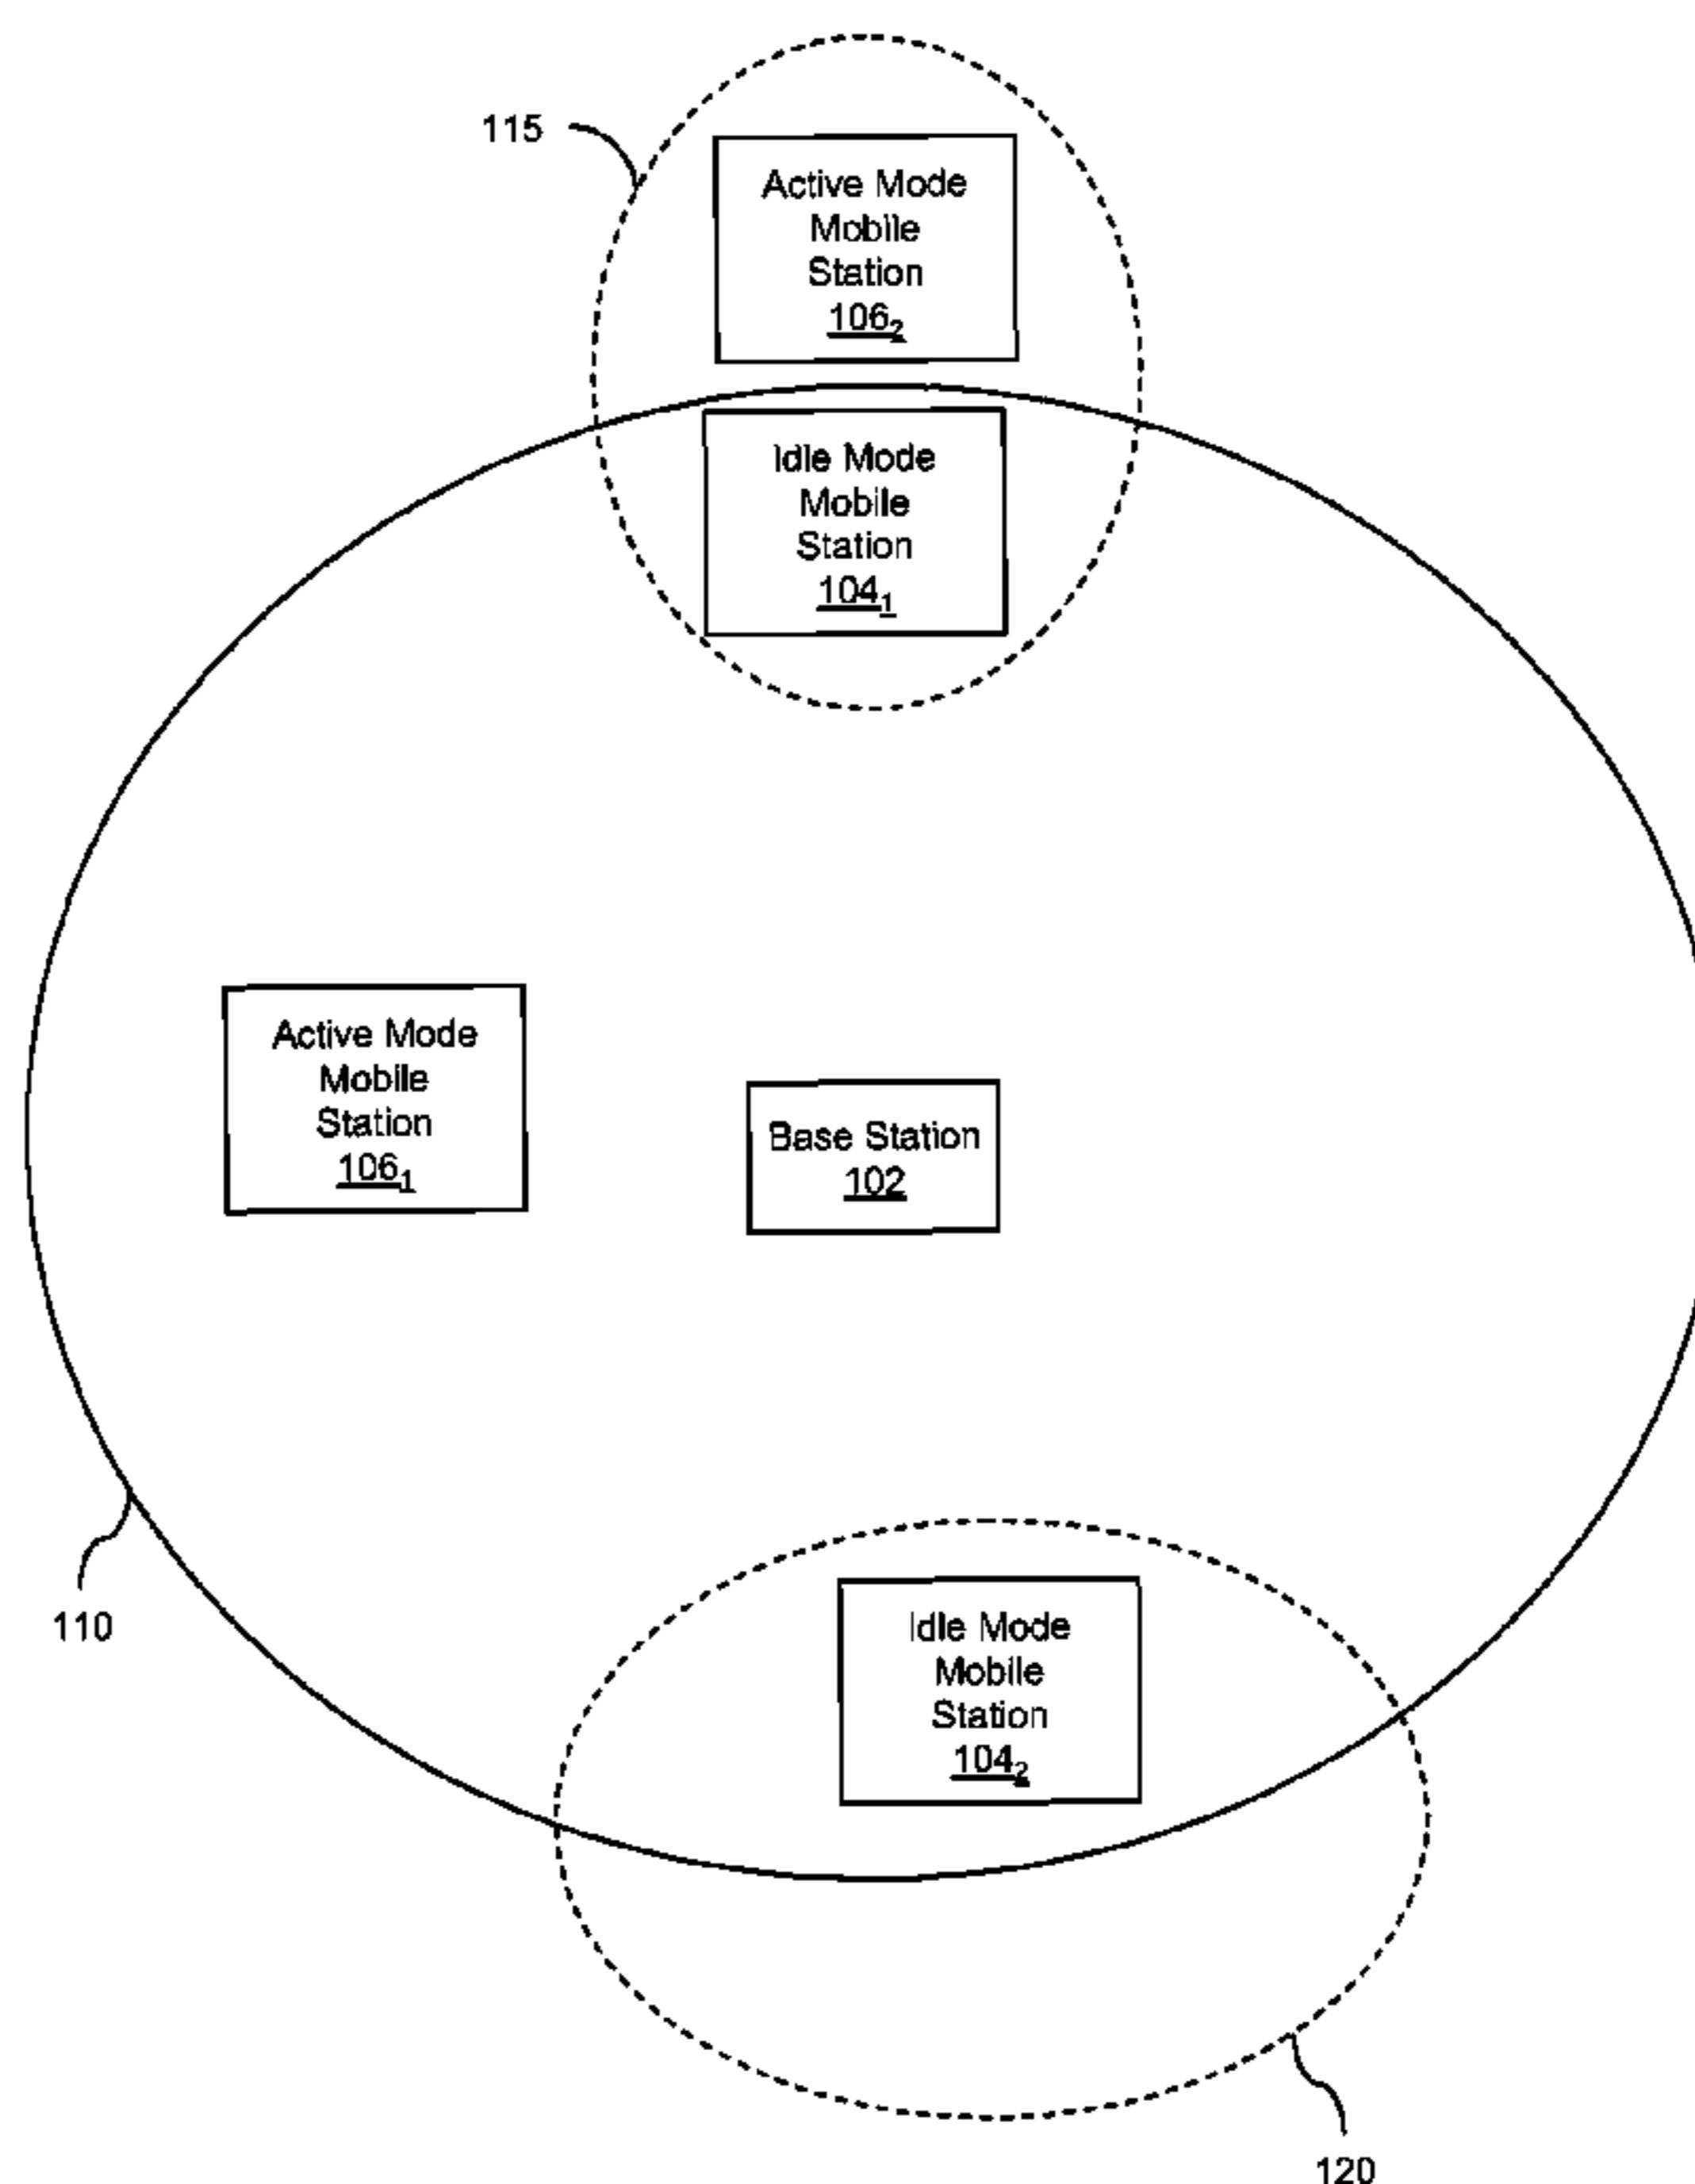 115
Active Mode
Mobile
Station
106₂
Idle Mode
Mobile
Station
104₁
Active Mode
Mobile
Station
106₁
Base Station
102
110
Idle Mode
Mobile
Station
104₂
120